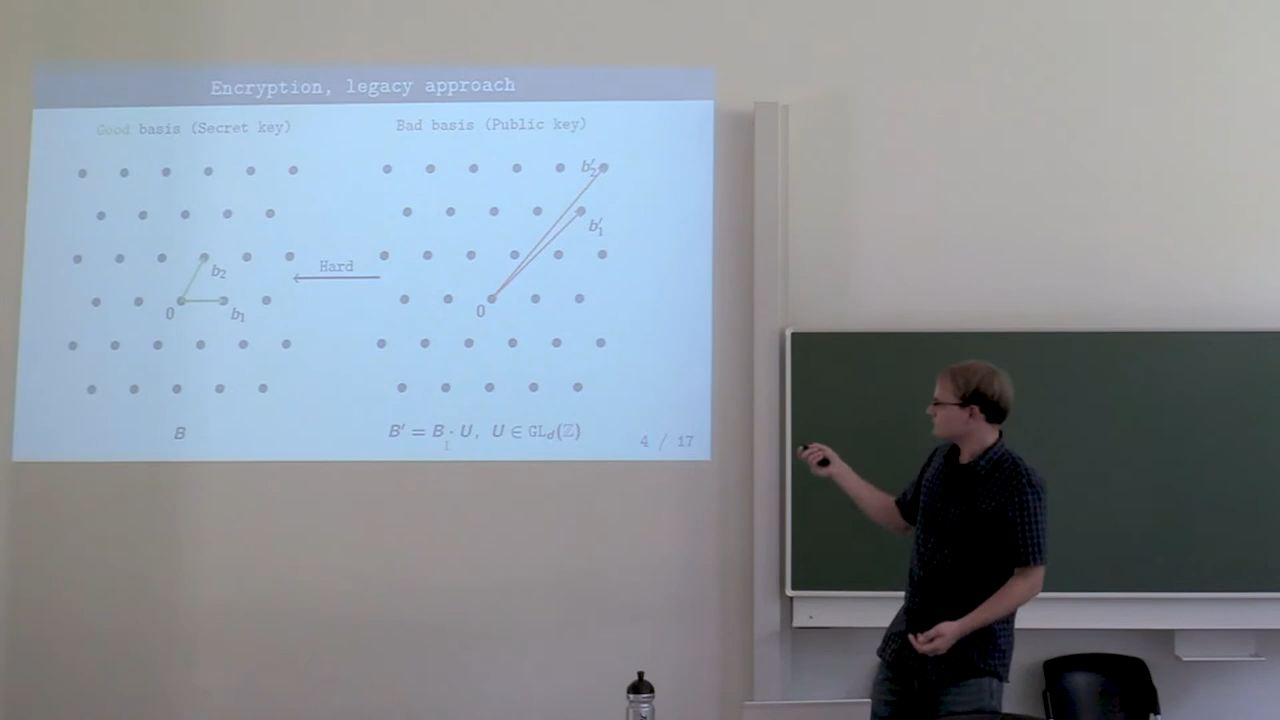 Encryption, legacy approach
Good basis (Secret key)
Bad basis (Public key)
b′₂
b′₁
b₂
Hard
0
b₁
0
B
B′ = B · U, U ∈ GL_d(ℤ)
4 / 17